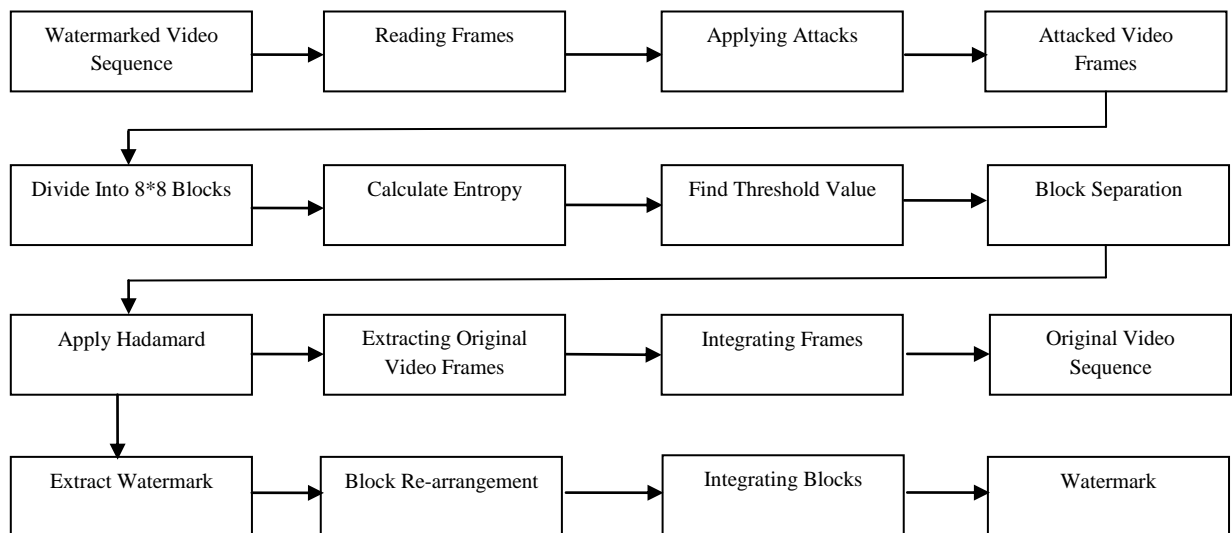 Watermarked Video
Sequence
Reading Frames
Applying Attacks
Attacked Video
Frames
Divide Into 8*8 Blocks
Calculate Entropy
Find Threshold Value
Block Separation
Apply Hadamard
Extracting Original
Video Frames
Integrating Frames
Original Video
Sequence
Extract Watermark
Block Re-arrangement
Integrating Blocks
Watermark